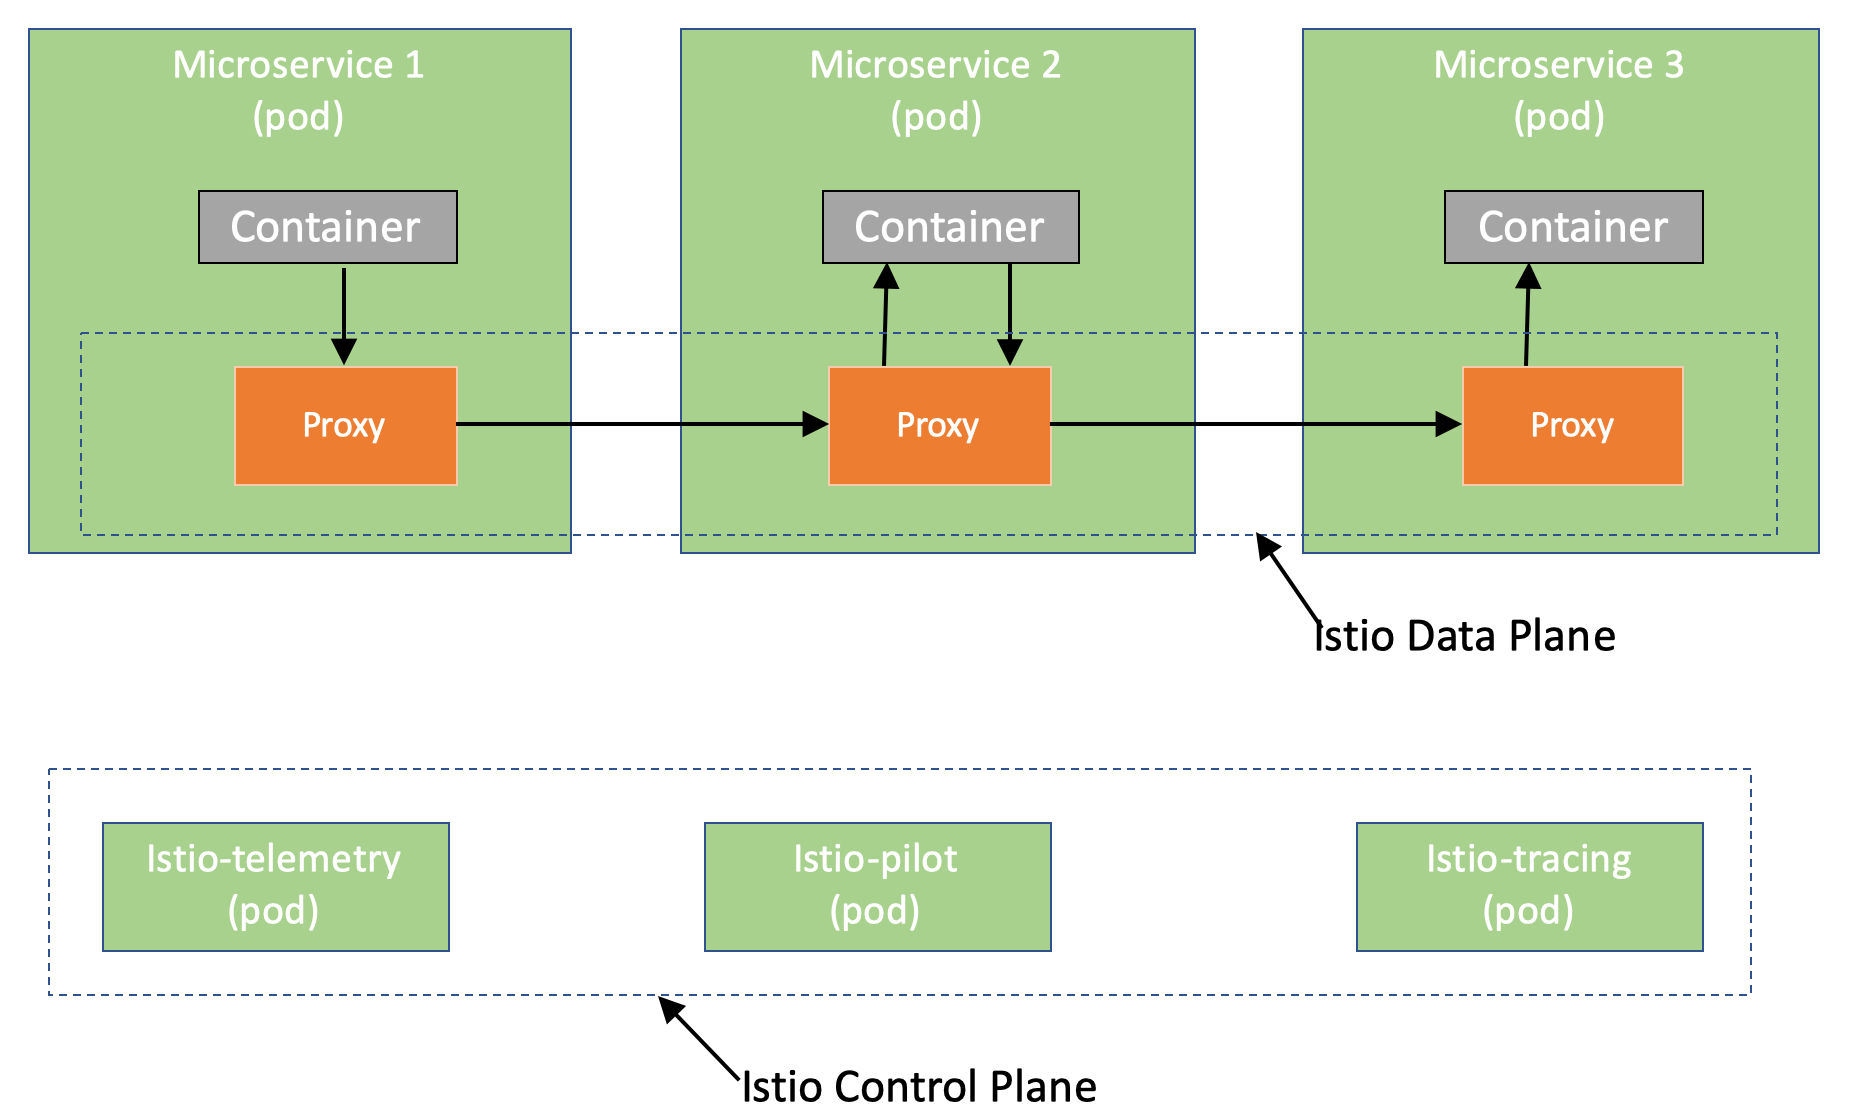 Microservice 1
(pod)
Microservice 2
(pod)
Microservice 3
(pod)
Container
Container
Container
Proxy
Proxy
Proxy
Istio Data Plane
Istio-telemetry
(pod)
Istio-pilot
(pod)
Istio-tracing
(pod)
Istio Control Plane